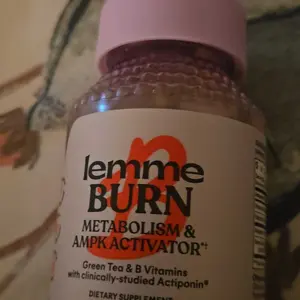 lemme
BURN
METABOLISM &
AMPK ACTIVATOR*†
Green Tea & B Vitamins
with clinically-studied Actiponin®
DIETARY SUPPLEMENT